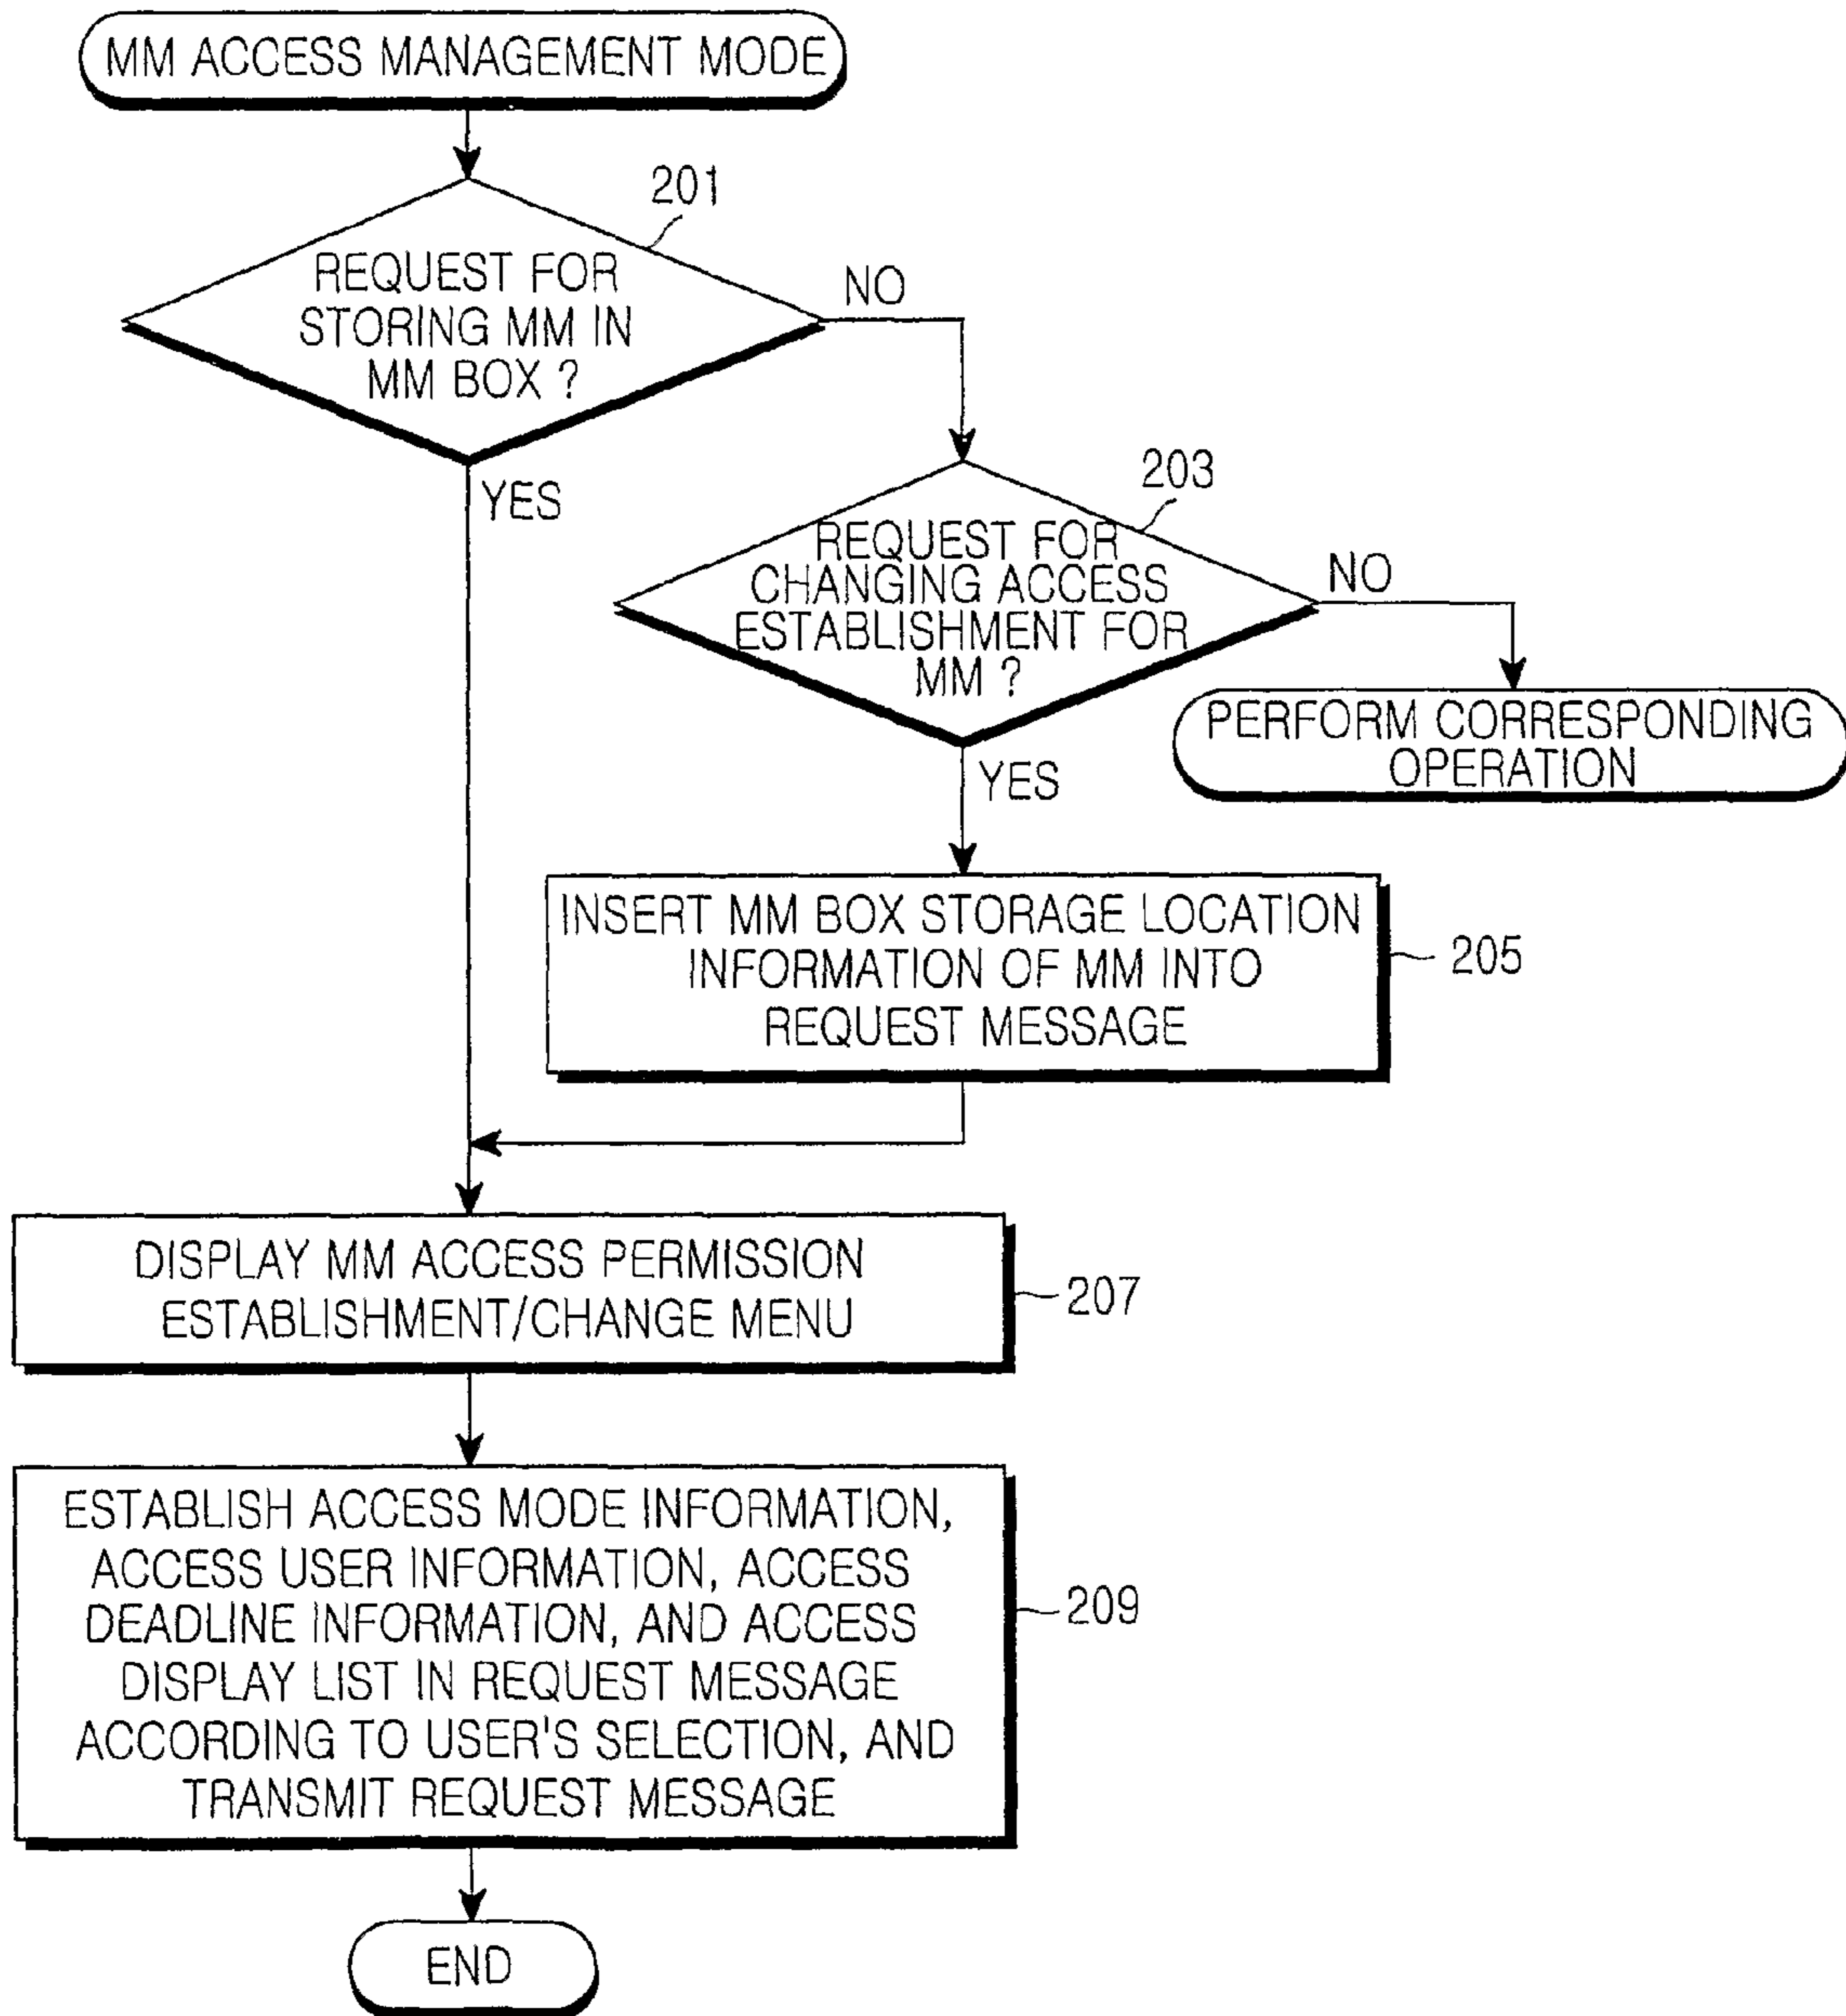 MM ACCESS MANAGEMENT MODE
201
REQUEST FOR
STORING MM IN
MM BOX ?
NO
YES
203
REQUEST FOR
CHANGING ACCESS
ESTABLISHMENT FOR
MM ?
NO
YES
PERFORM CORRESPONDING
OPERATION
INSERT MM BOX STORAGE LOCATION
INFORMATION OF MM INTO
REQUEST MESSAGE
205
DISPLAY MM ACCESS PERMISSION
ESTABLISHMENT/CHANGE MENU
207
ESTABLISH ACCESS MODE INFORMATION,
ACCESS USER INFORMATION, ACCESS
DEADLINE INFORMATION, AND ACCESS
DISPLAY LIST IN REQUEST MESSAGE
ACCORDING TO USER'S SELECTION, AND
TRANSMIT REQUEST MESSAGE
209
END